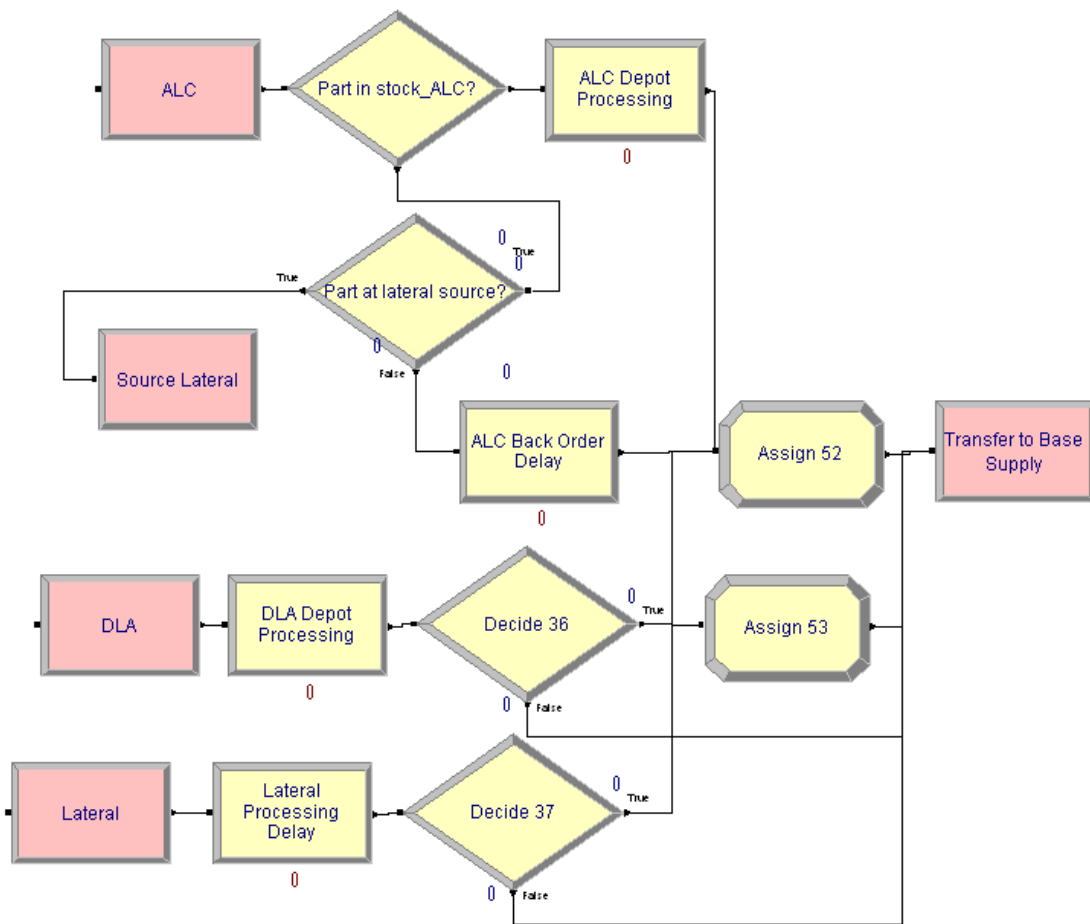 ALC
Part in stock_ALC?
ALC Depot
Processing
0
0
True
0
True
Part at lateral source?
0
False
0
Source Lateral
ALC Back Order
Delay
0
Assign 52
Transfer to Base
Supply
DLA
DLA Depot
Processing
0
Decide 36
0
True
0
False
Assign 53
Lateral
Lateral
Processing
Delay
0
Decide 37
0
True
0
False